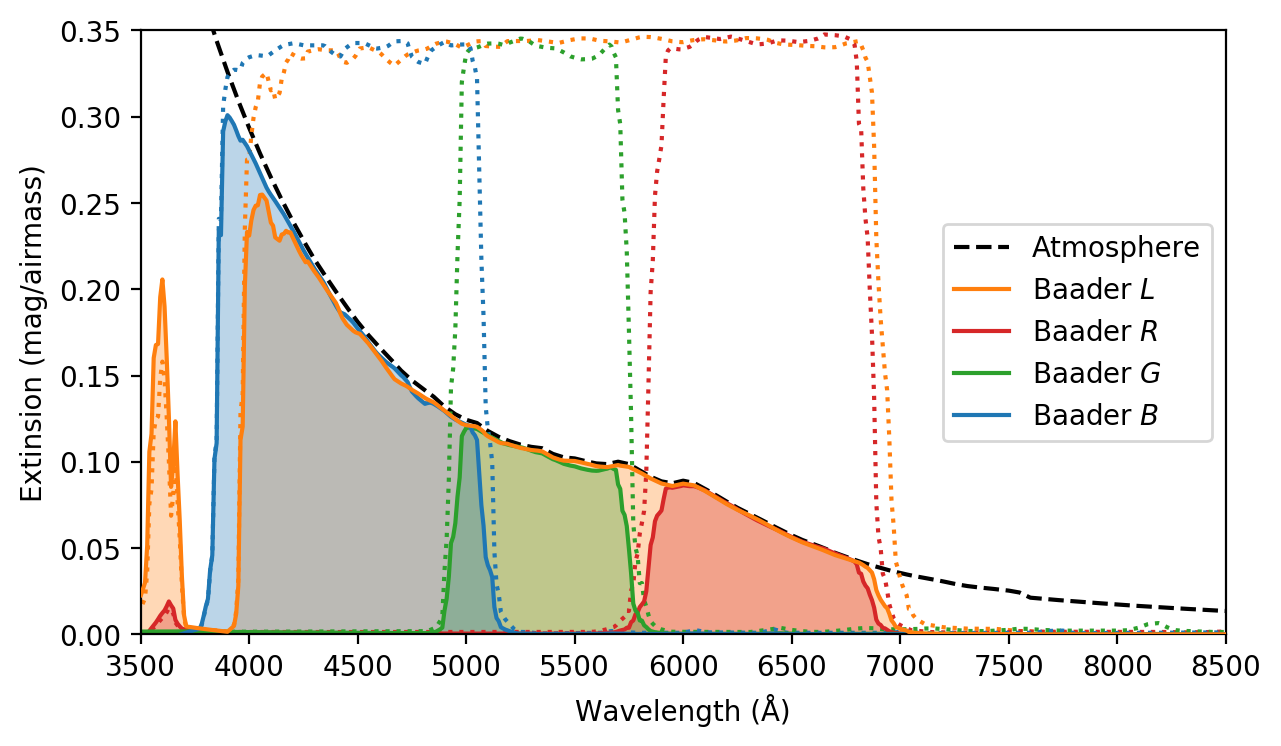 0.35
0.30
0.25
0.20
0.15
0.10
0.05
0.00
Extinsion (mag/airmass)
Atmosphere
Baader L
Baader R
Baader G
Baader B
3500 4000 4500 5000 5500 6000 6500 7000 7500 8000 8500
Wavelength (Å)